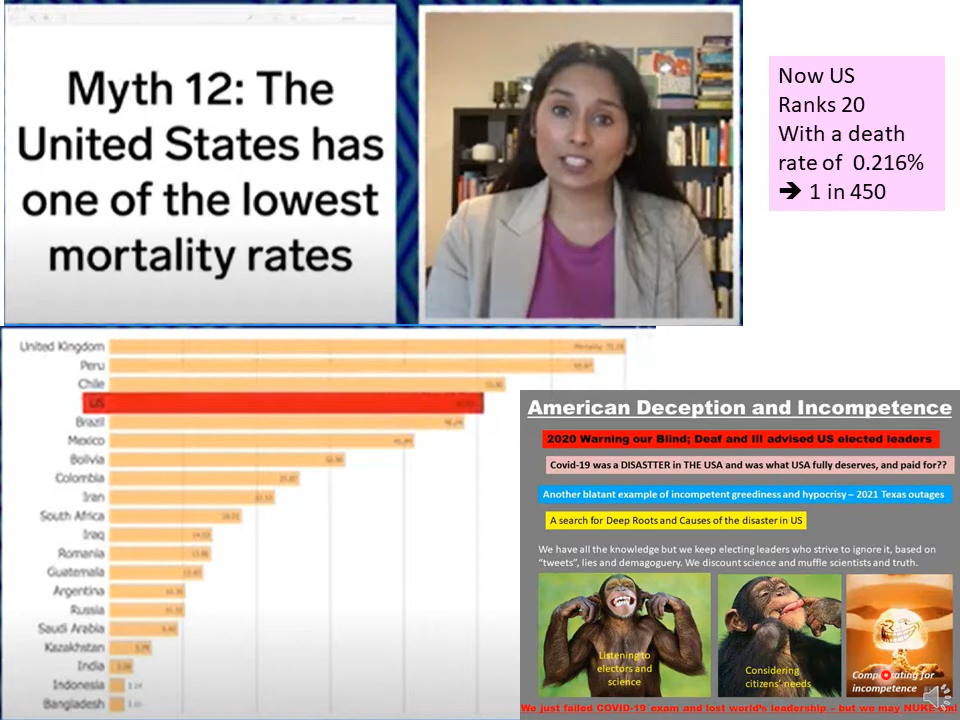 Myth 12: The
United States has
one of the lowest
mortality rates
Now US
Ranks 20
With a death
rate of 0.216%
🡺 1 in 450
United Kingdom
Peru
Chile
US
Brazil
Mexico
Bolivia
Colombia
Iran
South Africa
Iraq
Romania
Guatemala
Argentina
Russia
Saudi Arabia
Kazakhstan
India
Indonesia
Bangladesh
American Deception and Incompetence
2020 Warning our Blind; Deaf and Ill advised US elected leaders
Covid-19 was a DISASTTER in THE USA and was what USA fully deserves, and paid for??
Another blatant example of incompetent greediness and hypocrisy – 2021 Texas outages
A search for Deep Roots and Causes of the disaster in US
We have all the knowledge but we keep electing leaders who strive to ignore it, based on
"tweets", lies and demagoguery. We discount science and muffle scientists and truth.
Listening to
electors and
science
Considering
citizens' needs
for
incompetence
We just failed COVID-19 exam and lost world's leadership – but we may NUKE